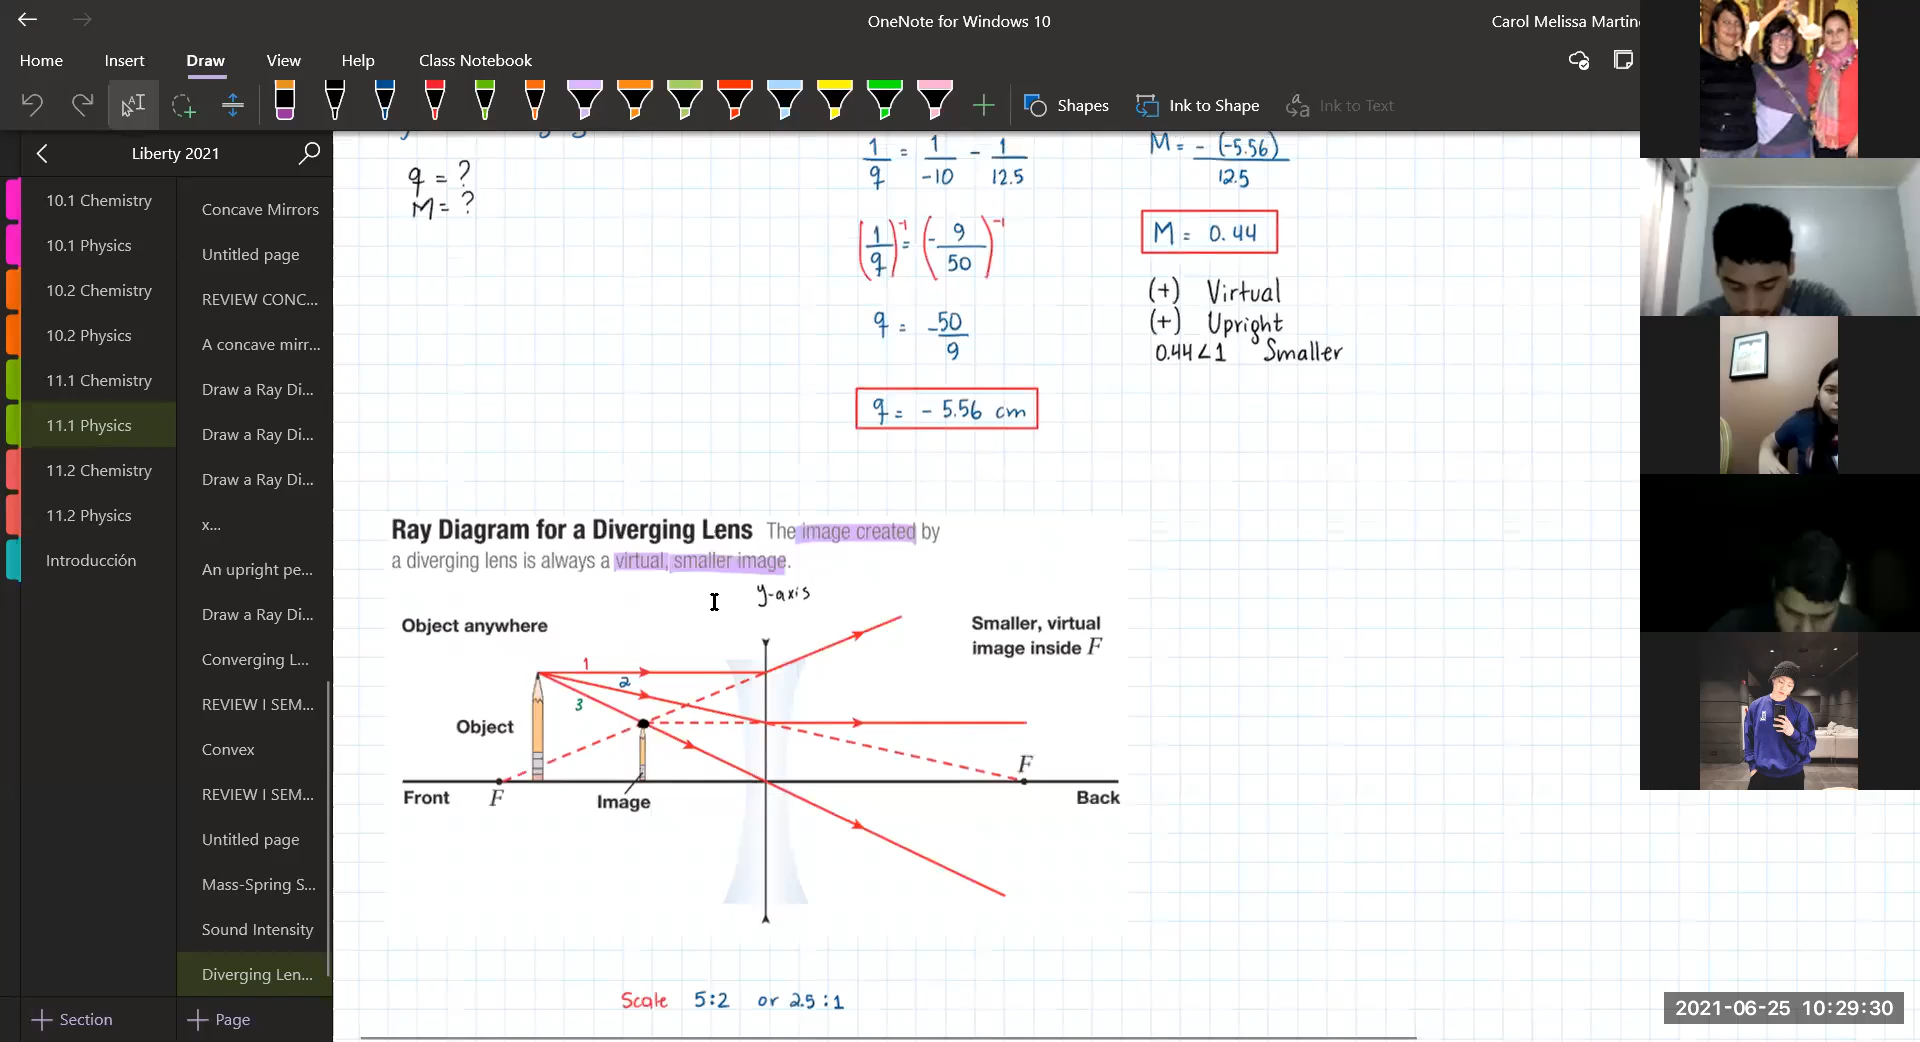 OneNote for Windows 10
Carol Melissa Martin
Home Insert Draw View Help Class Notebook
Shapes Ink to Shape Ink to Text
Liberty 2021
10.1 Chemistry
10.1 Physics
10.2 Chemistry
10.2 Physics
11.1 Chemistry
11.1 Physics
11.2 Chemistry
11.2 Physics
Introducción
Section
Concave Mirrors
Untitled page
REVIEW CONC...
A concave mirr...
Draw a Ray Di...
Draw a Ray Di...
Draw a Ray Di...
x...
An upright pe...
Draw a Ray Di...
Converging L...
REVIEW I SEM...
Convex
REVIEW I SEM...
Untitled page
Mass-Spring S...
Sound Intensity
Diverging Len...
Page
q = ?
M = ?
1/q = 1/-10 - 1/12.5
(1/q)⁻¹ = (-9/50)⁻¹
q = -50/9
q = - 5.56 cm
M = -(-5.56)/12.5
M = 0.44
(+) Virtual
(+) Upright
0.44<1 Smaller
Ray Diagram for a Diverging Lens The image created by
a diverging lens is always a virtual, smaller image.
y-axis
Object anywhere
Smaller, virtual
image inside F
1
2
3
Object
F
Front
F
Image
Back
Scale 5:2 or 2.5:1
2021-06-25 10:29:30